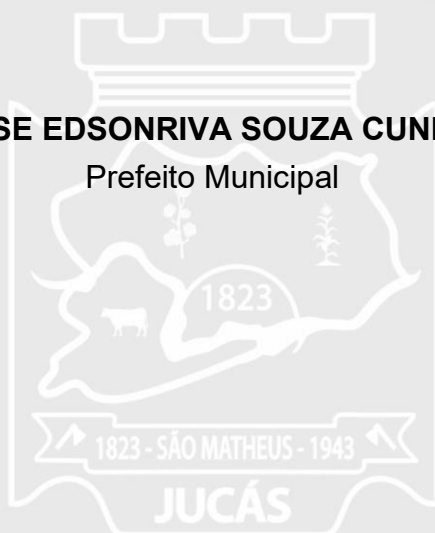 SE EDSONRIVA SOUZA CUN
Prefeito Municipal
1823
1823 - SÃO MATHEUS - 1943
JUCÁS